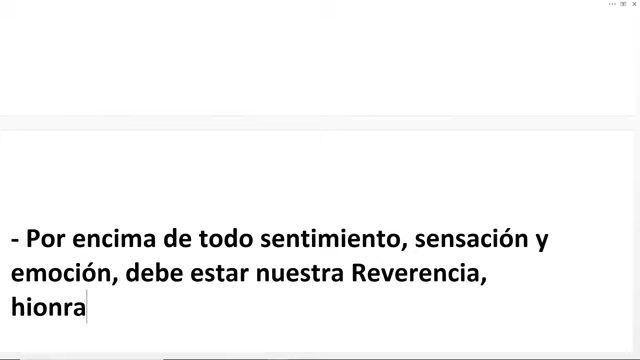 - Por encima de todo sentimiento, sensación y
emoción, debe estar nuestra Reverencia,
hionra